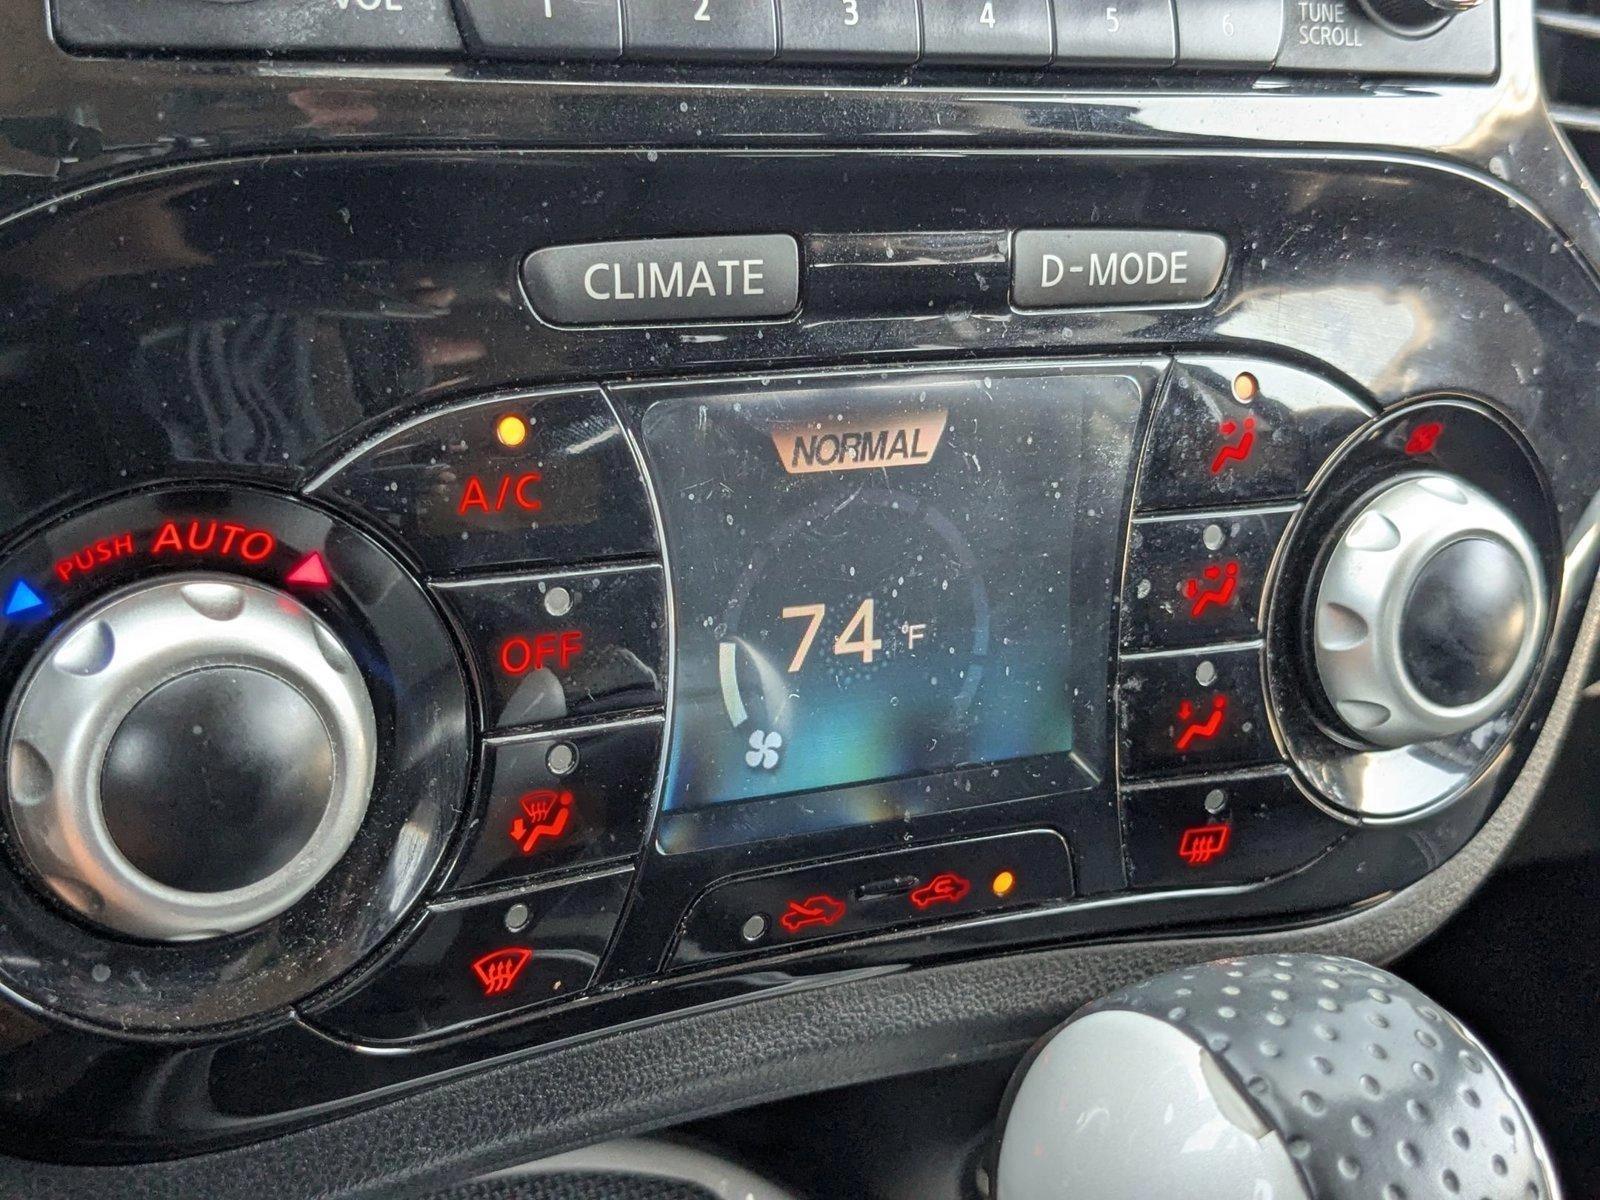 VOL
1 2 3 4 5 6
TUNE
SCROLL
CLIMATE
D-MODE
NORMAL
A/C
PUSH AUTO
OFF
74 °F